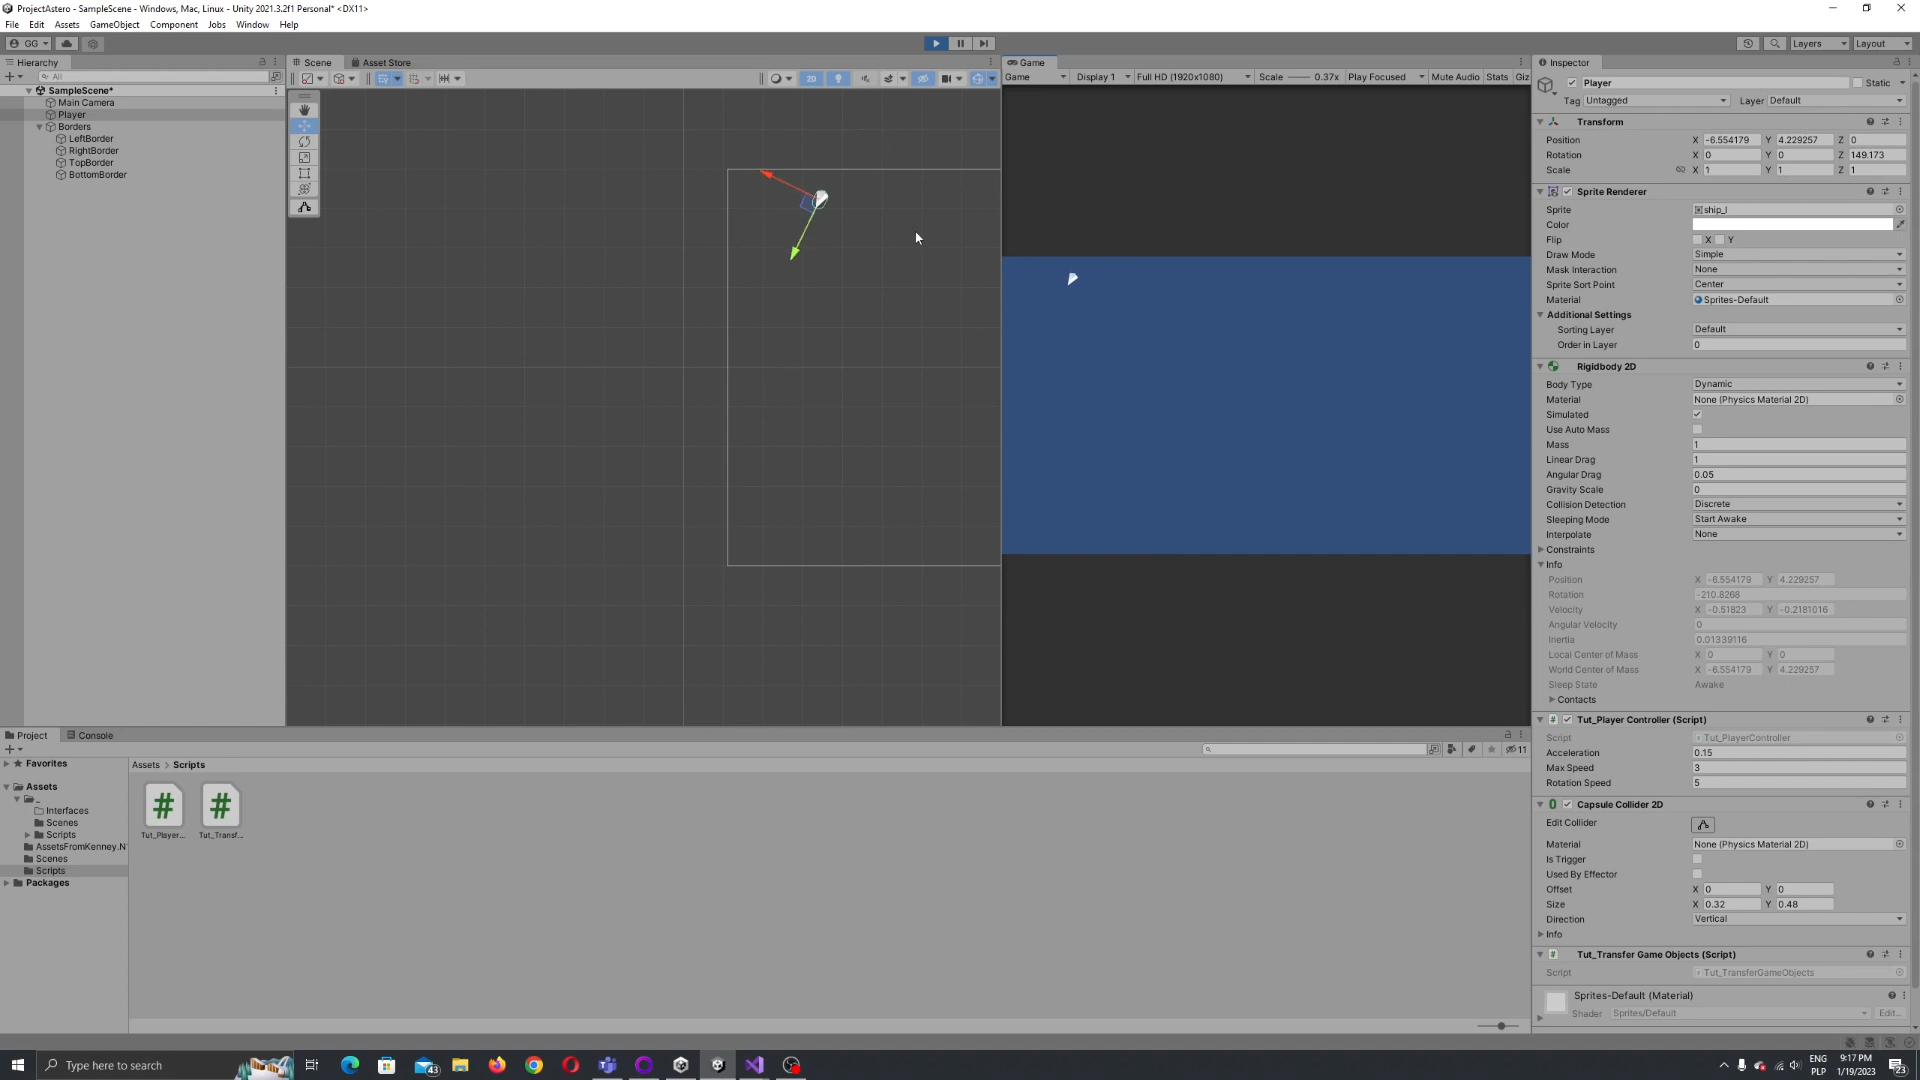 ProjectAstero - SampleScene - Windows, Mac, Linux - Unity 2021.3.2f1 Personal* <DX11>
File Edit Assets GameObject Component Jobs Window Help
GG
Layers Layout
Hierarchy
All
SampleScene*
Main Camera
Player
Borders
LeftBorder
RightBorder
TopBorder
BottomBorder
Scene Asset Store
2D
Game
Game Display 1 Full HD (1920x1080) Scale 0.37x Play Focused Mute Audio Stats Giz
Inspector
Player Static
Tag Untagged Layer Default
Transform
Position X -6.554179 Y 4.229257 Z 0
Rotation X 0 Y 0 Z 149.173
Scale X 1 Y 1 Z 1
Sprite Renderer
Sprite ship_l
Color
Flip X Y
Draw Mode Simple
Mask Interaction None
Sprite Sort Point Center
Material Sprites-Default
Additional Settings
Sorting Layer Default
Order in Layer 0
Rigidbody 2D
Body Type Dynamic
Material None (Physics Material 2D)
Simulated
Use Auto Mass
Mass 1
Linear Drag 1
Angular Drag 0.05
Gravity Scale 0
Collision Detection Discrete
Sleeping Mode Start Awake
Interpolate None
Constraints
Info
Position X -6.554179 Y 4.229257
Rotation -210.8268
Velocity X -0.51823 Y -0.2181016
Angular Velocity 0
Inertia 0.01339116
Local Center of Mass X 0 Y 0
World Center of Mass X -6.554179 Y 4.229257
Sleep State Awake
Contacts
Tut_Player Controller (Script)
Script Tut_PlayerController
Acceleration 0.15
Max Speed 3
Rotation Speed 5
Capsule Collider 2D
Edit Collider
Material None (Physics Material 2D)
Is Trigger
Used By Effector
Offset X 0 Y 0
Size X 0.32 Y 0.48
Direction Vertical
Info
Tut_Transfer Game Objects (Script)
Script Tut_TransferGameObjects
Sprites-Default (Material)
Shader Sprites/Default Edit...
Project Console
11
Favorites
Assets
_
Interfaces
Scenes
Scripts
AssetsFromKenney.N
Scenes
Scripts
Packages
Assets > Scripts
Tut_Player... Tut_Transf...
Type here to search
43
ENG
PLP
9:17 PM
1/19/2023
23